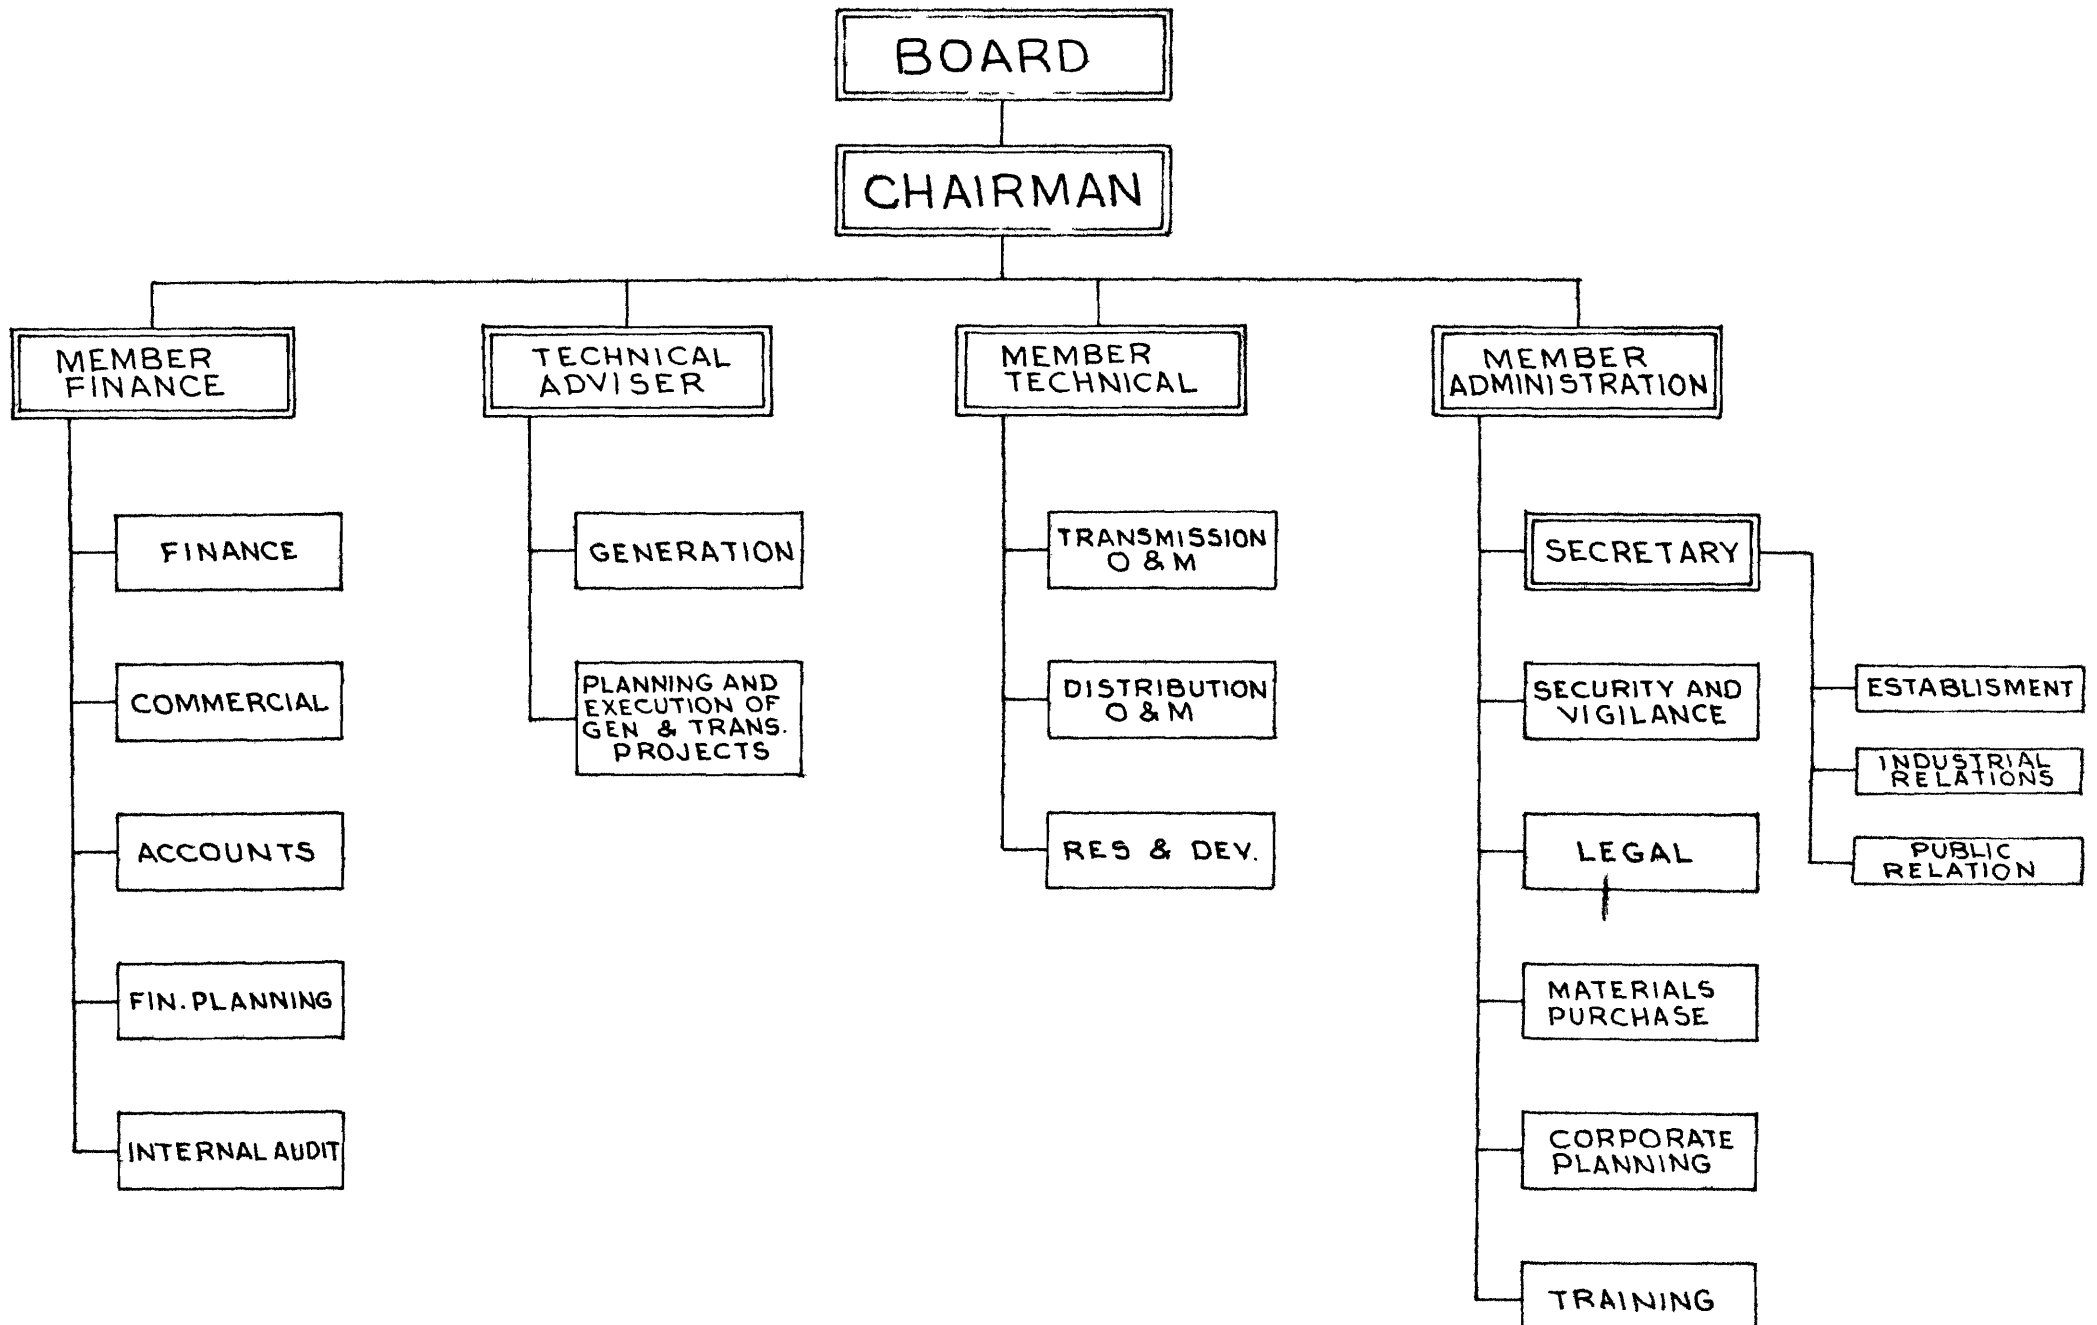 BOARD
CHAIRMAN
MEMBER
FINANCE
TECHNICAL
ADVISER
MEMBER
TECHNICAL
MEMBER
ADMINISTRATION
FINANCE
COMMERCIAL
ACCOUNTS
FIN. PLANNING
INTERNAL AUDIT
GENERATION
PLANNING AND
EXECUTION OF
GEN & TRANS.
PROJECTS
TRANSMISSION
O & M
DISTRIBUTION
O & M
RES & DEV.
SECRETARY
SECURITY AND
VIGILANCE
LEGAL
MATERIALS
PURCHASE
CORPORATE
PLANNING
TRAINING
ESTABLISMENT
INDUSTRIAL
RELATIONS
PUBLIC
RELATION